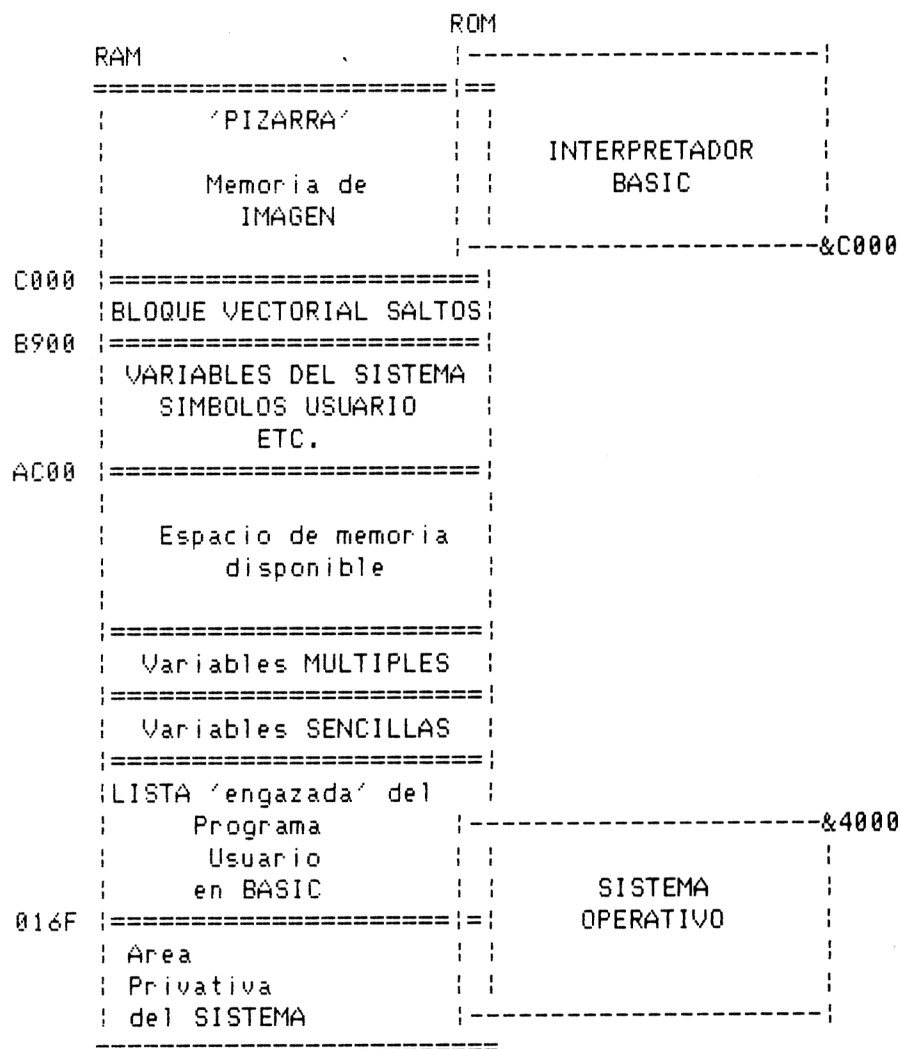 ROM
RAM
'PIZARRA'
INTERPRETADOR
Memoria de BASIC
IMAGEN
&C000
C000
BLOQUE VECTORIAL SALTOS
B900
VARIABLES DEL SISTEMA
SIMBOLOS USUARIO
ETC.
AC00
Espacio de memoria
disponible
Variables MULTIPLES
Variables SENCILLAS
LISTA 'engazada' del
Programa &4000
Usuario
en BASIC SISTEMA
016F OPERATIVO
Area
Privativa
del SISTEMA